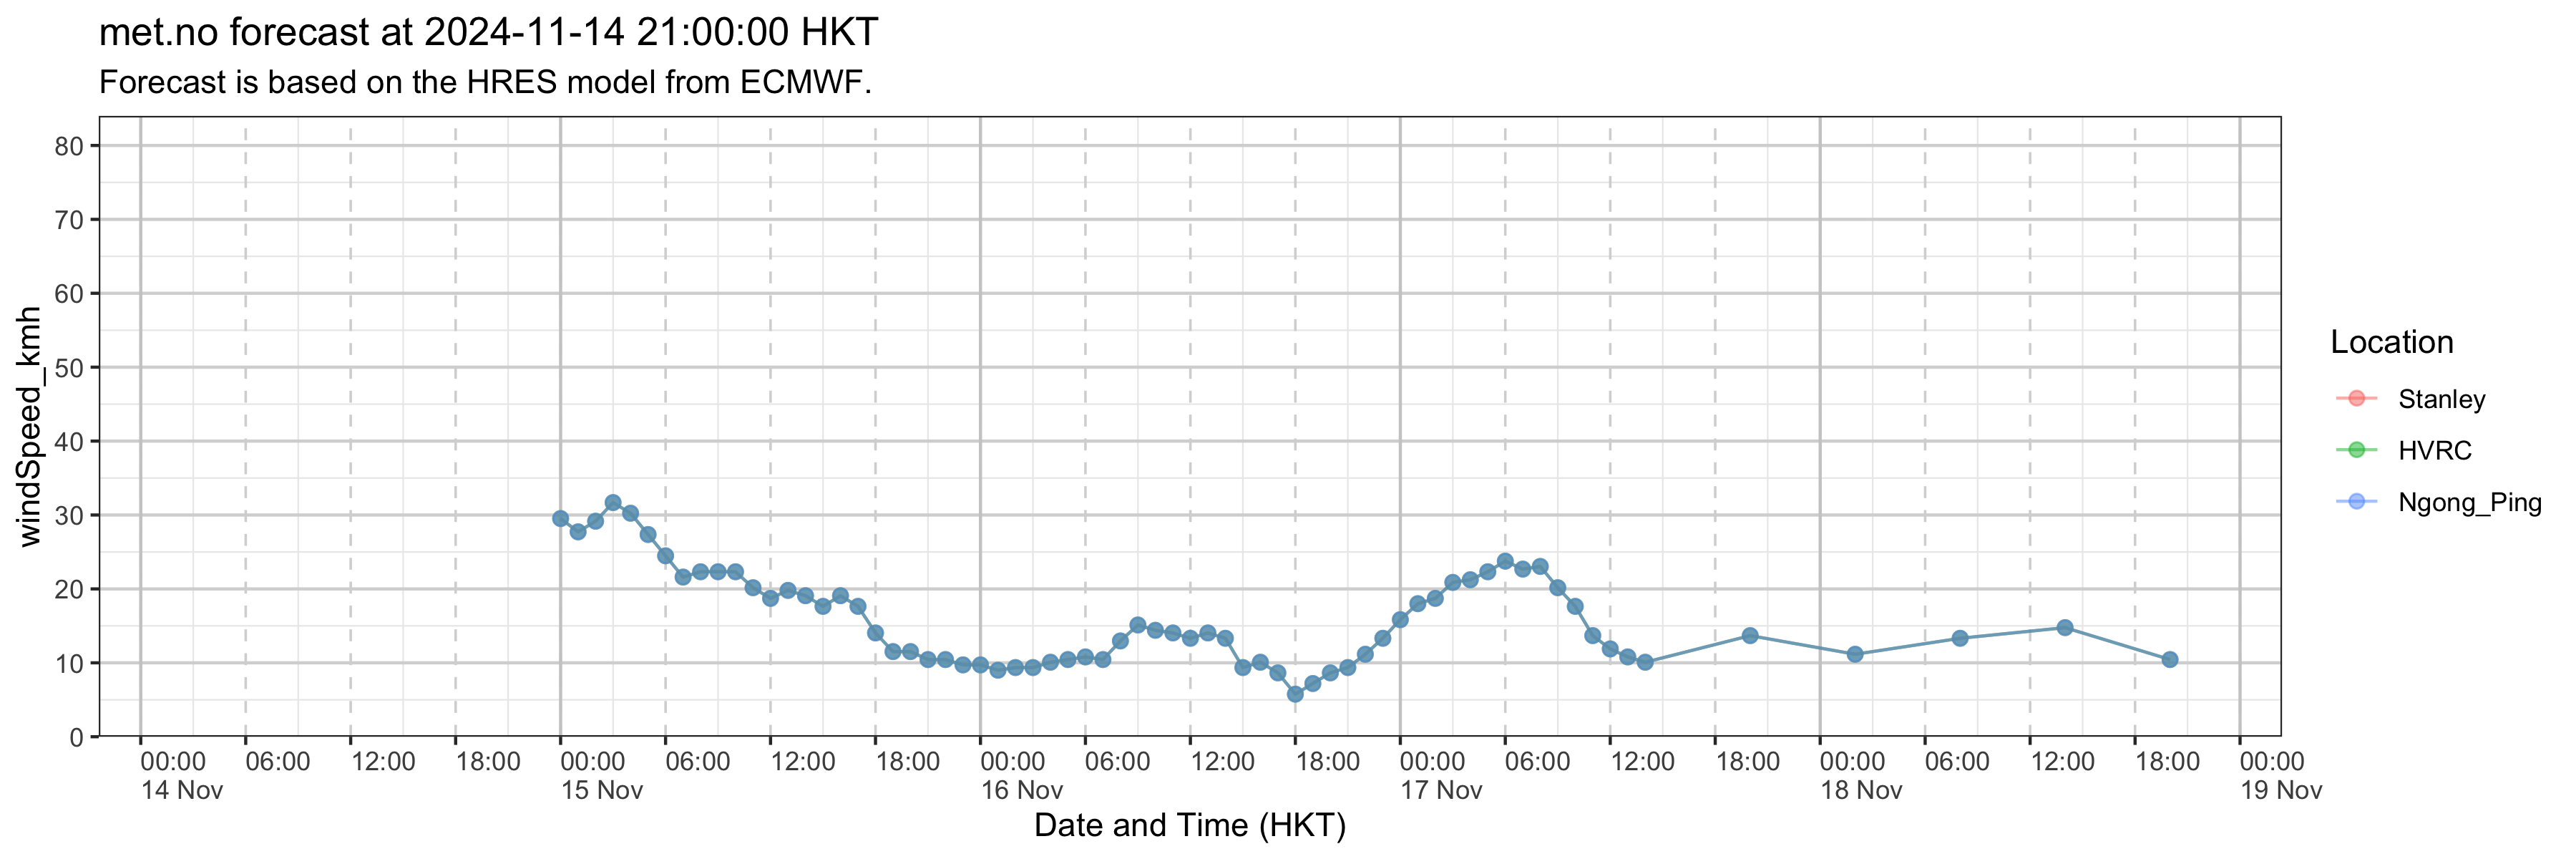 met.no forecast at 2024-11-14 21:00:00 HKT
Forecast is based on the HRES model from ECMWF.
windSpeed_kmh
80
70
60
50
40
30
20
10
0
00:00 06:00 12:00 18:00 00:00 06:00 12:00 18:00 00:00 06:00 12:00 18:00 00:00 06:00 12:00 18:00 00:00 06:00 12:00 18:00 00:00
14 Nov 15 Nov 16 Nov 17 Nov 18 Nov 19 Nov
Date and Time (HKT)
Location
Stanley
HVRC
Ngong_Ping